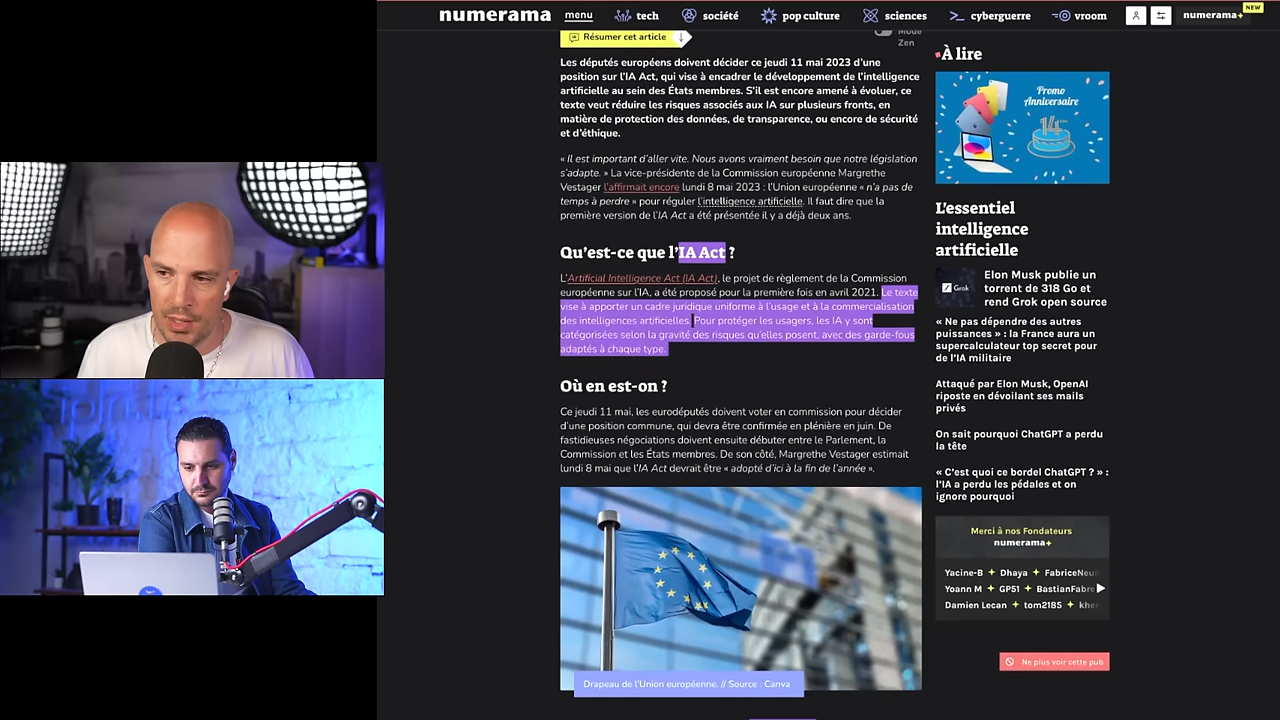 numerama
menu
tech
société
pop culture
sciences
cyberguerre
vroom
numerama+
NEW
Résumer cet article
Mode
Zen
Les députés européens doivent décider ce jeudi 11 mai 2023 d'une
position sur l'IA Act, qui vise à encadrer le développement de l'intelligence
artificielle au sein des États membres. S'il est encore amené à évoluer, ce
texte veut réduire les risques associés aux IA sur plusieurs fronts, en
matière de protection des données, de transparence, ou encore de sécurité
et d'éthique.
« Il est important d'aller vite. Nous avons vraiment besoin que notre législation
s'adapte. » La vice-présidente de la Commission européenne Margrethe
Vestager l'affirmait encore lundi 8 mai 2023 : l'Union européenne « n'a pas de
temps à perdre » pour réguler l'intelligence artificielle. Il faut dire que la
première version de l'IA Act a été présentée il y a déjà deux ans.
Qu'est-ce que l'IA Act ?
L'Artificial Intelligence Act (IA Act), le projet de règlement de la Commission
européenne sur l'IA, a été proposé pour la première fois en avril 2021. Le texte
vise à apporter un cadre juridique uniforme à l'usage et à la commercialisation
des intelligences artificielles. Pour protéger les usagers, les IA y sont
catégorisées selon la gravité des risques qu'elles posent, avec des garde-fous
adaptés à chaque type.
Où en est-on ?
Ce jeudi 11 mai, les eurodéputés doivent voter en commission pour décider
d'une position commune, qui devra être confirmée en plénière en juin. De
fastidieuses négociations doivent ensuite débuter entre le Parlement, la
Commission et les États membres. De son côté, Margrethe Vestager estimait
lundi 8 mai que l'IA Act devrait être « adopté d'ici à la fin de l'année ».
Drapeau de l'Union européenne. // Source : Canva
À lire
Promo
Anniversaire
14
L'essentiel
intelligence
artificielle
Grok
Elon Musk publie un
torrent de 318 Go et
rend Grok open source
« Ne pas dépendre des autres
puissances » : la France aura un
supercalculateur top secret pour
de l'IA militaire
Attaqué par Elon Musk, OpenAI
riposte en dévoilant ses mails
privés
On sait pourquoi ChatGPT a perdu
la tête
« C'est quoi ce bordel ChatGPT ? » :
l'IA a perdu les pédales et on
ignore pourquoi
Merci à nos Fondateurs
numerama+
Yacine-B + Dhaya + FabriceNeu
Yoann M + GP51 + BastianFabre
Damien Lecan + tom2185 + khe
Ne plus voir cette pub